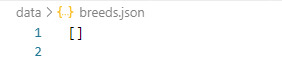 data > {..} breeds.json
1 []
2